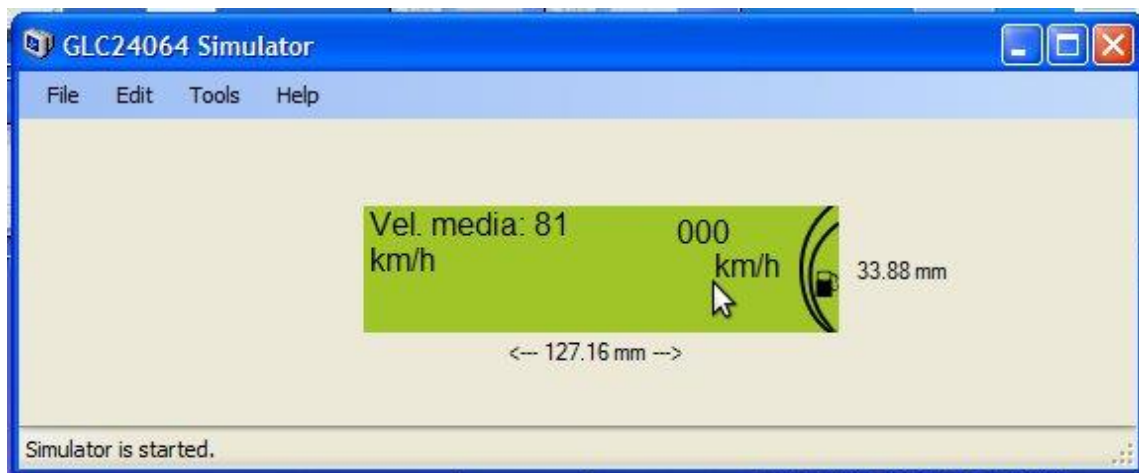 GLC24064 Simulator
File Edit Tools Help
Vel. media: 81
km/h
000
km/h
33.88 mm
<--- 127.16 mm --->
Simulator is started.